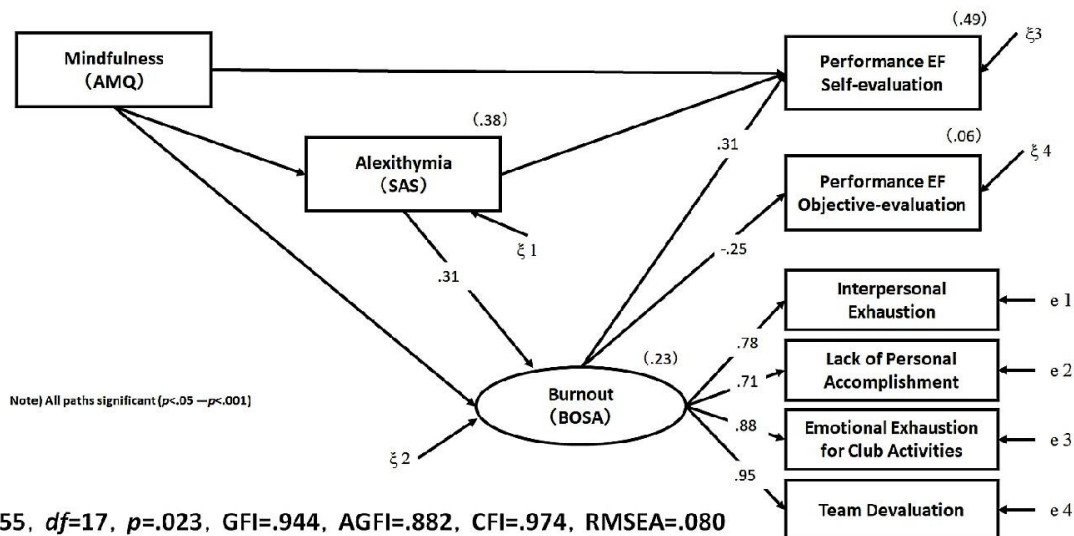 Mindfulness
（AMQ）
(.49)
ξ3
Performance EF
Self-evaluation
(.38)
Alexithymia
（SAS）
ξ 1
.31
(.06)
ξ 4
Performance EF
Objective-evaluation
-.25
.31
Interpersonal
Exhaustion
e 1
.78
Lack of Personal
Accomplishment
e 2
.71
(.23)
Burnout
（BOSA）
ξ 2
Emotional Exhaustion
for Club Activities
e 3
.88
.95
Team Devaluation
e 4
Note) All paths significant (p<.05 —p<.001)
55, df=17, p=.023, GFI=.944, AGFI=.882, CFI=.974, RMSEA=.080